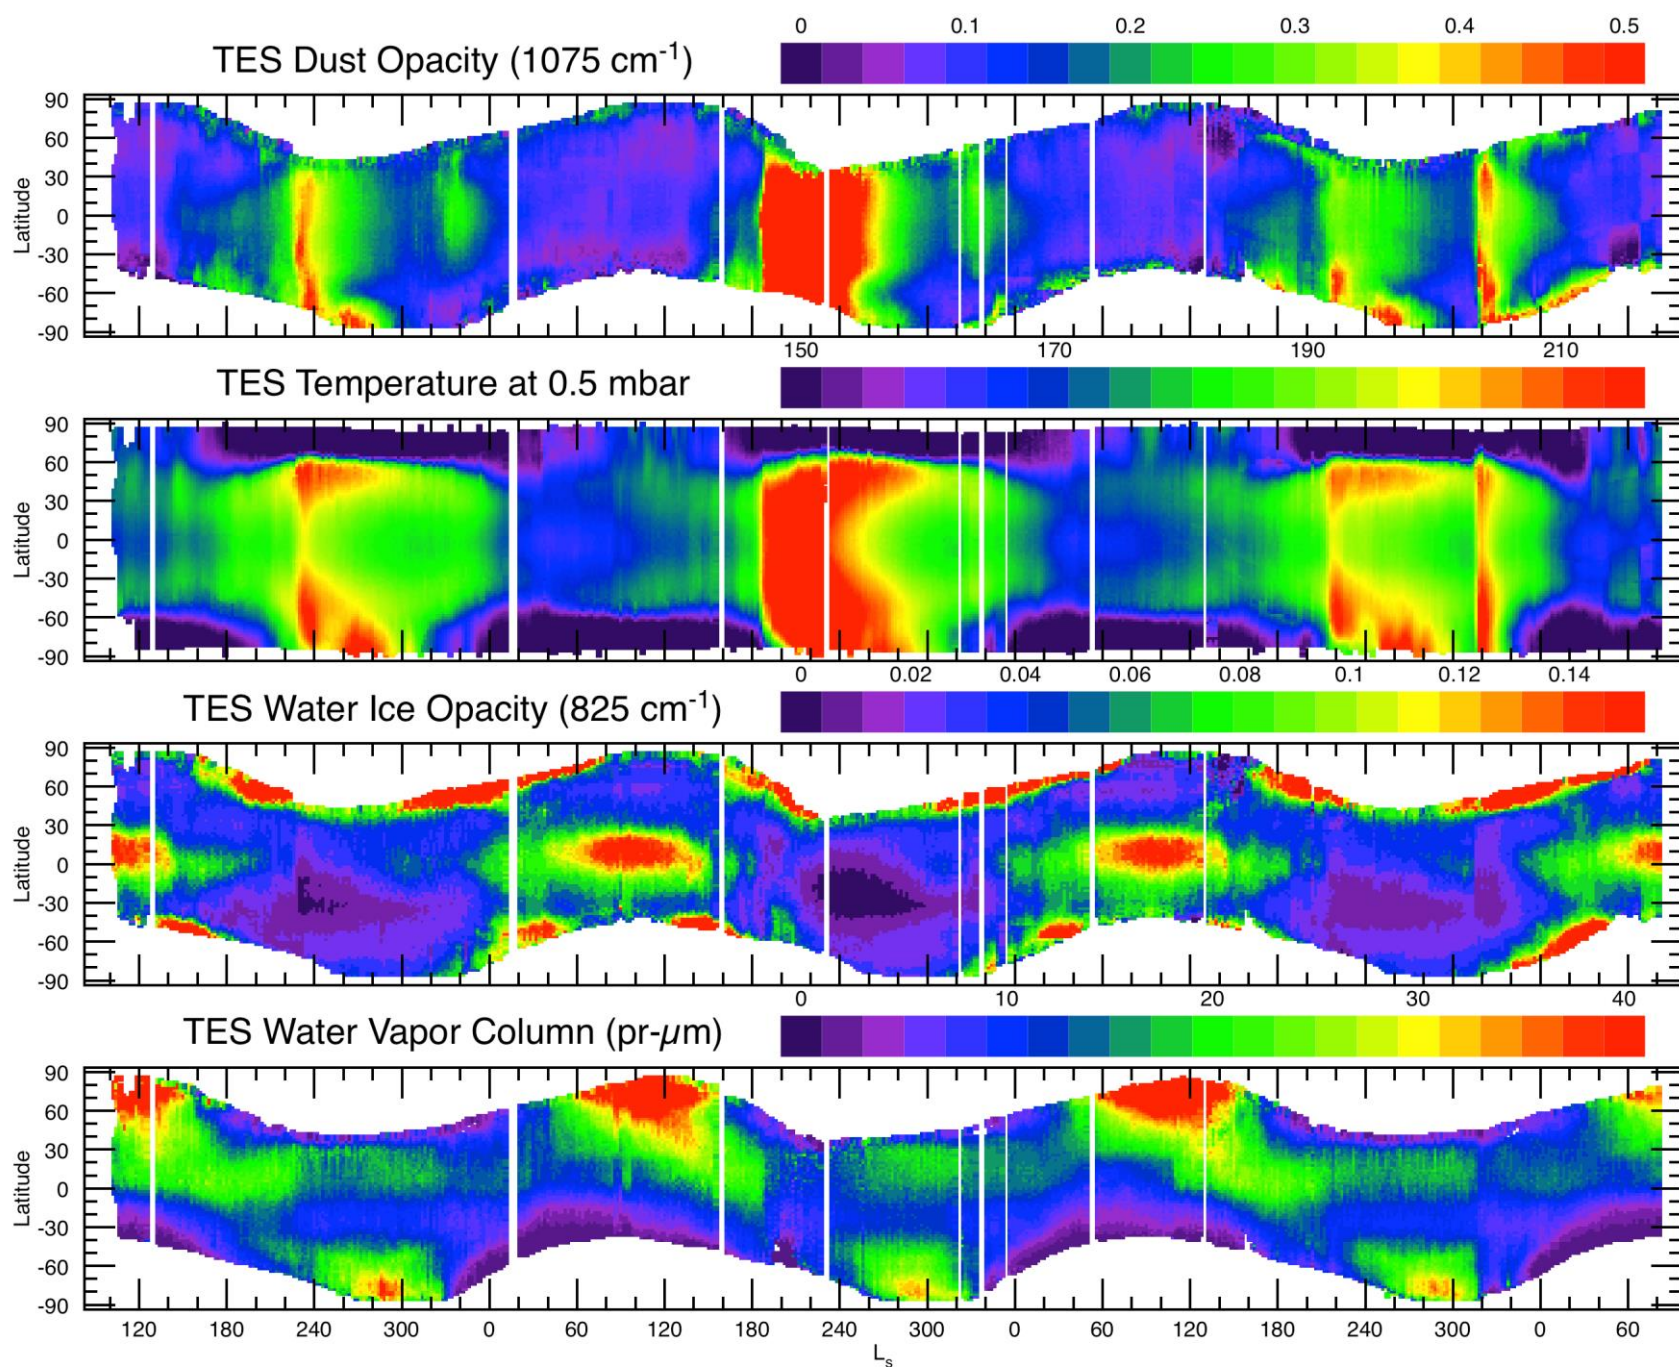 0 0.1 0.2 0.3 0.4 0.5
TES Dust Opacity (1075 cm⁻¹)
90
60
30
0
-30
-60
-90
Latitude
150 170 190 210
TES Temperature at 0.5 mbar
90
60
30
0
-30
-60
-90
Latitude
0 0.02 0.04 0.06 0.08 0.1 0.12 0.14
TES Water Ice Opacity (825 cm⁻¹)
90
60
30
0
-30
-60
-90
Latitude
0 10 20 30 40
TES Water Vapor Column (pr-μm)
90
60
30
0
-30
-60
-90
Latitude
120 180 240 300 0 60 120 180 240 300 0 60 120 180 240 300 0 60
Lₛ